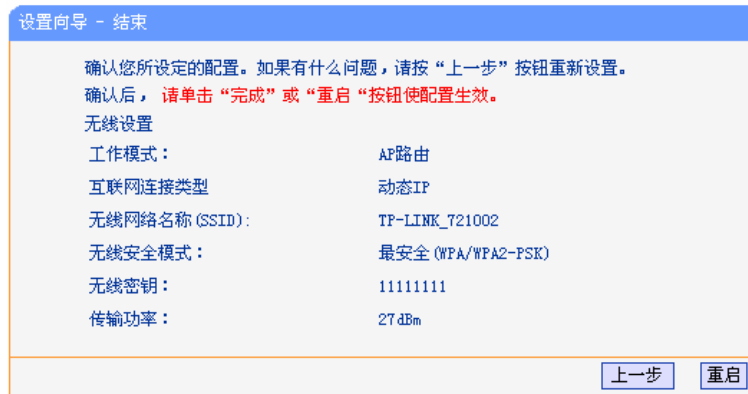 设置向导 - 结束
确认您所设定的配置。如果有什么问题，请按“上一步”按钮重新设置。
确认后， 请单击“完成”或“重启“按钮使配置生效。
无线设置
工作模式： AP路由
互联网连接类型 动态IP
无线网络名称(SSID): TP-LINK_721002
无线安全模式： 最安全(WPA/WPA2-PSK)
无线密钥： 11111111
传输功率： 27dBm
上一步 重启